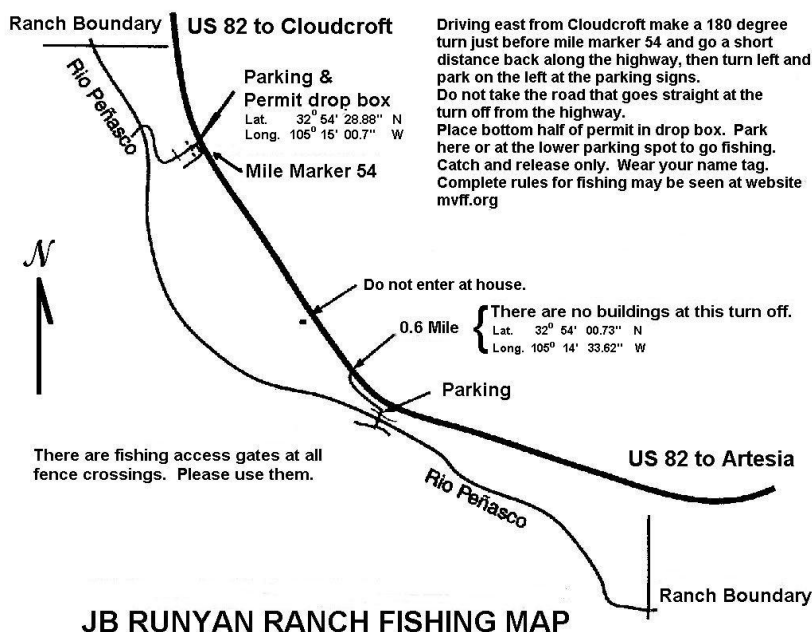 Ranch Boundary
US 82 to Cloudcroft
Driving east from Cloudcroft make a 180 degree
turn just before mile marker 54 and go a short
distance back along the highway, then turn left and
park on the left at the parking signs.
Do not take the road that goes straight at the
turn off from the highway.
Place bottom half of permit in drop box. Park
here or at the lower parking spot to go fishing.
Catch and release only. Wear your name tag.
Complete rules for fishing may be seen at website
mvff.org
Rio Peñasco
Parking &
Permit drop box
Lat. 32° 54' 28.88" N
Long. 105° 15' 00.7" W
Mile Marker 54
N
Do not enter at house.
0.6 Mile
There are no buildings at this turn off.
Lat. 32° 54' 00.73" N
Long. 105° 14' 33.62" W
Parking
There are fishing access gates at all
fence crossings. Please use them.
US 82 to Artesia
Rio Peñasco
Ranch Boundary
JB RUNYAN RANCH FISHING MAP